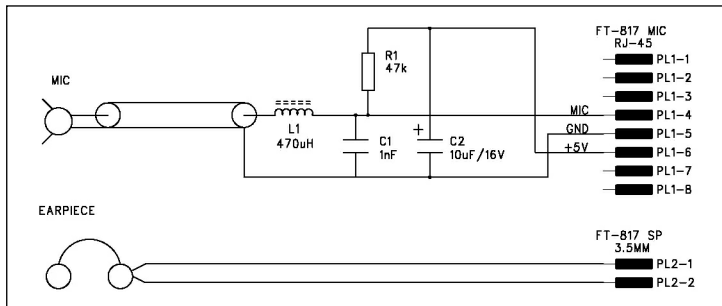 FT-817 MIC
RJ-45
R1
47k
MIC
PL1-1
PL1-2
PL1-3
MIC
PL1-4
L1
470uH
C1
1nF
+
C2
10uF/16V
GND
PL1-5
+5V
PL1-6
PL1-7
PL1-8
EARPIECE
FT-817 SP
3.5MM
PL2-1
PL2-2